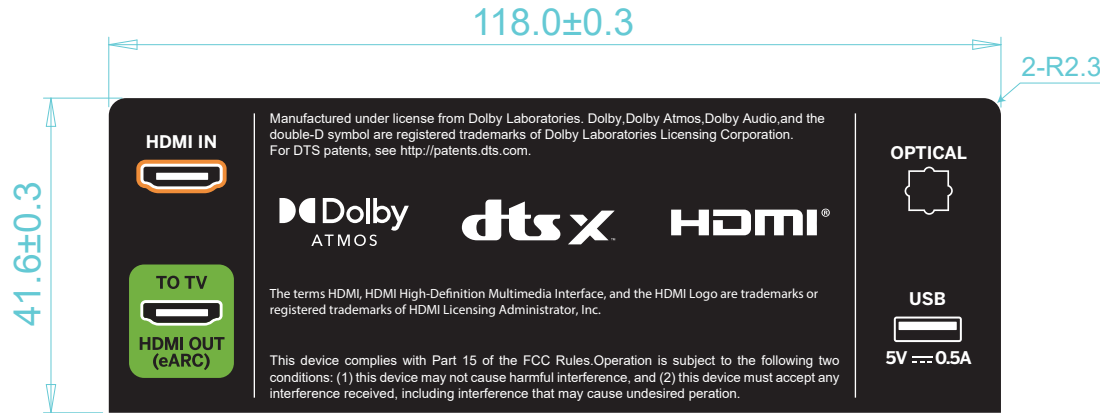 118.0±0.3
2-R2.3
41.6±0.3
HDMI IN
TO TV
HDMI OUT
(eARC)
Manufactured under license from Dolby Laboratories. Dolby,Dolby Atmos,Dolby Audio,and the
double-D symbol are registered trademarks of Dolby Laboratories Licensing Corporation.
For DTS patents, see http://patents.dts.com.
Dolby
ATMOS
dts X™
HDMI®
The terms HDMI, HDMI High-Definition Multimedia Interface, and the HDMI Logo are trademarks or
registered trademarks of HDMI Licensing Administrator, Inc.
This device complies with Part 15 of the FCC Rules.Operation is subject to the following two
conditions: (1) this device may not cause harmful interference, and (2) this device must accept any
interference received, including interference that may cause undesired peration.
OPTICAL
USB
5V ⎓ 0.5A